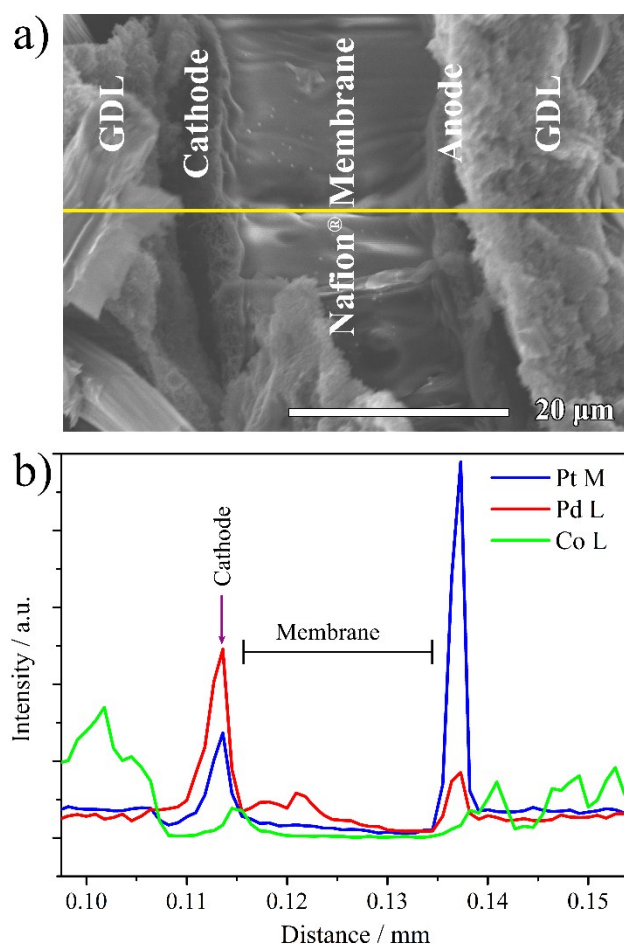 a)
GDL
Cathode
Nafion® Membrane
Anode
GDL
20 µm
b)
Pt M
Pd L
Co L
Cathode
Membrane
Intensity / a.u.
0.10 0.11 0.12 0.13 0.14 0.15
Distance / mm